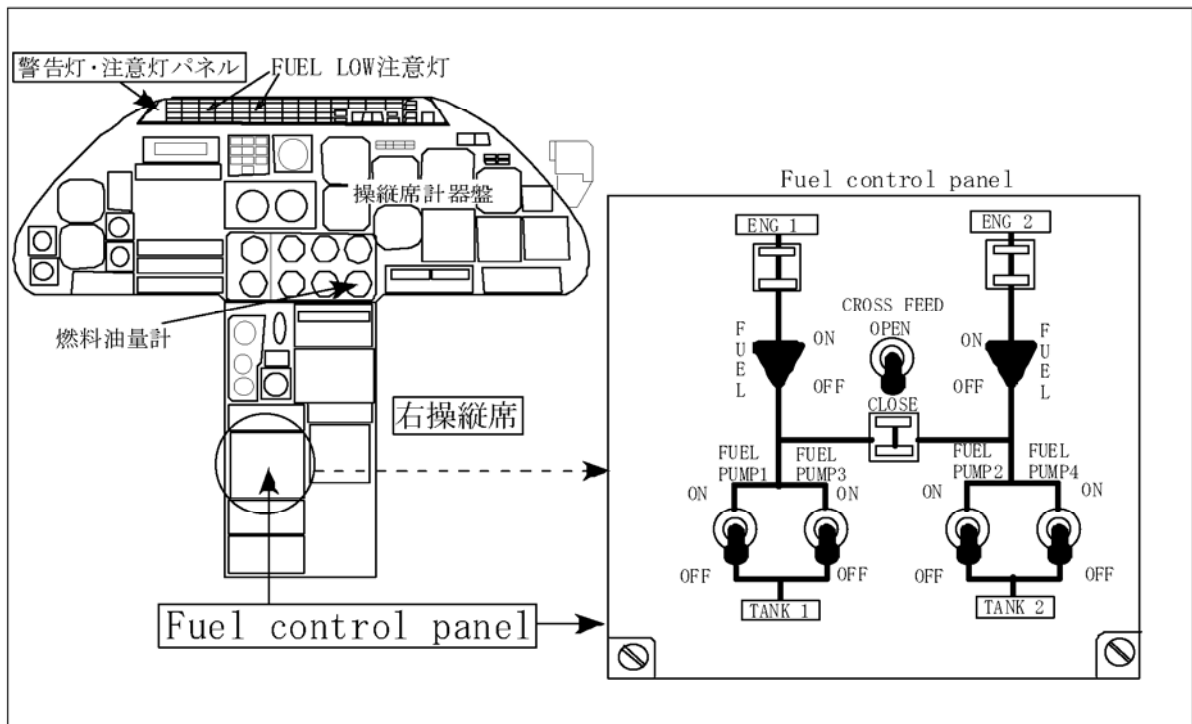 警告灯・注意灯パネル
FUEL LOW注意灯
操縦席計器盤
燃料油量計
右操縦席
Fuel control panel
Fuel control panel
ENG 1
ENG 2
CROSS FEED
OPEN
CLOSE
FUEL
ON
OFF
ON
OFF
FUEL
FUEL
PUMP1
FUEL
PUMP3
FUEL
PUMP2
FUEL
PUMP4
ON
ON
ON
ON
OFF
OFF
OFF
OFF
TANK 1
TANK 2